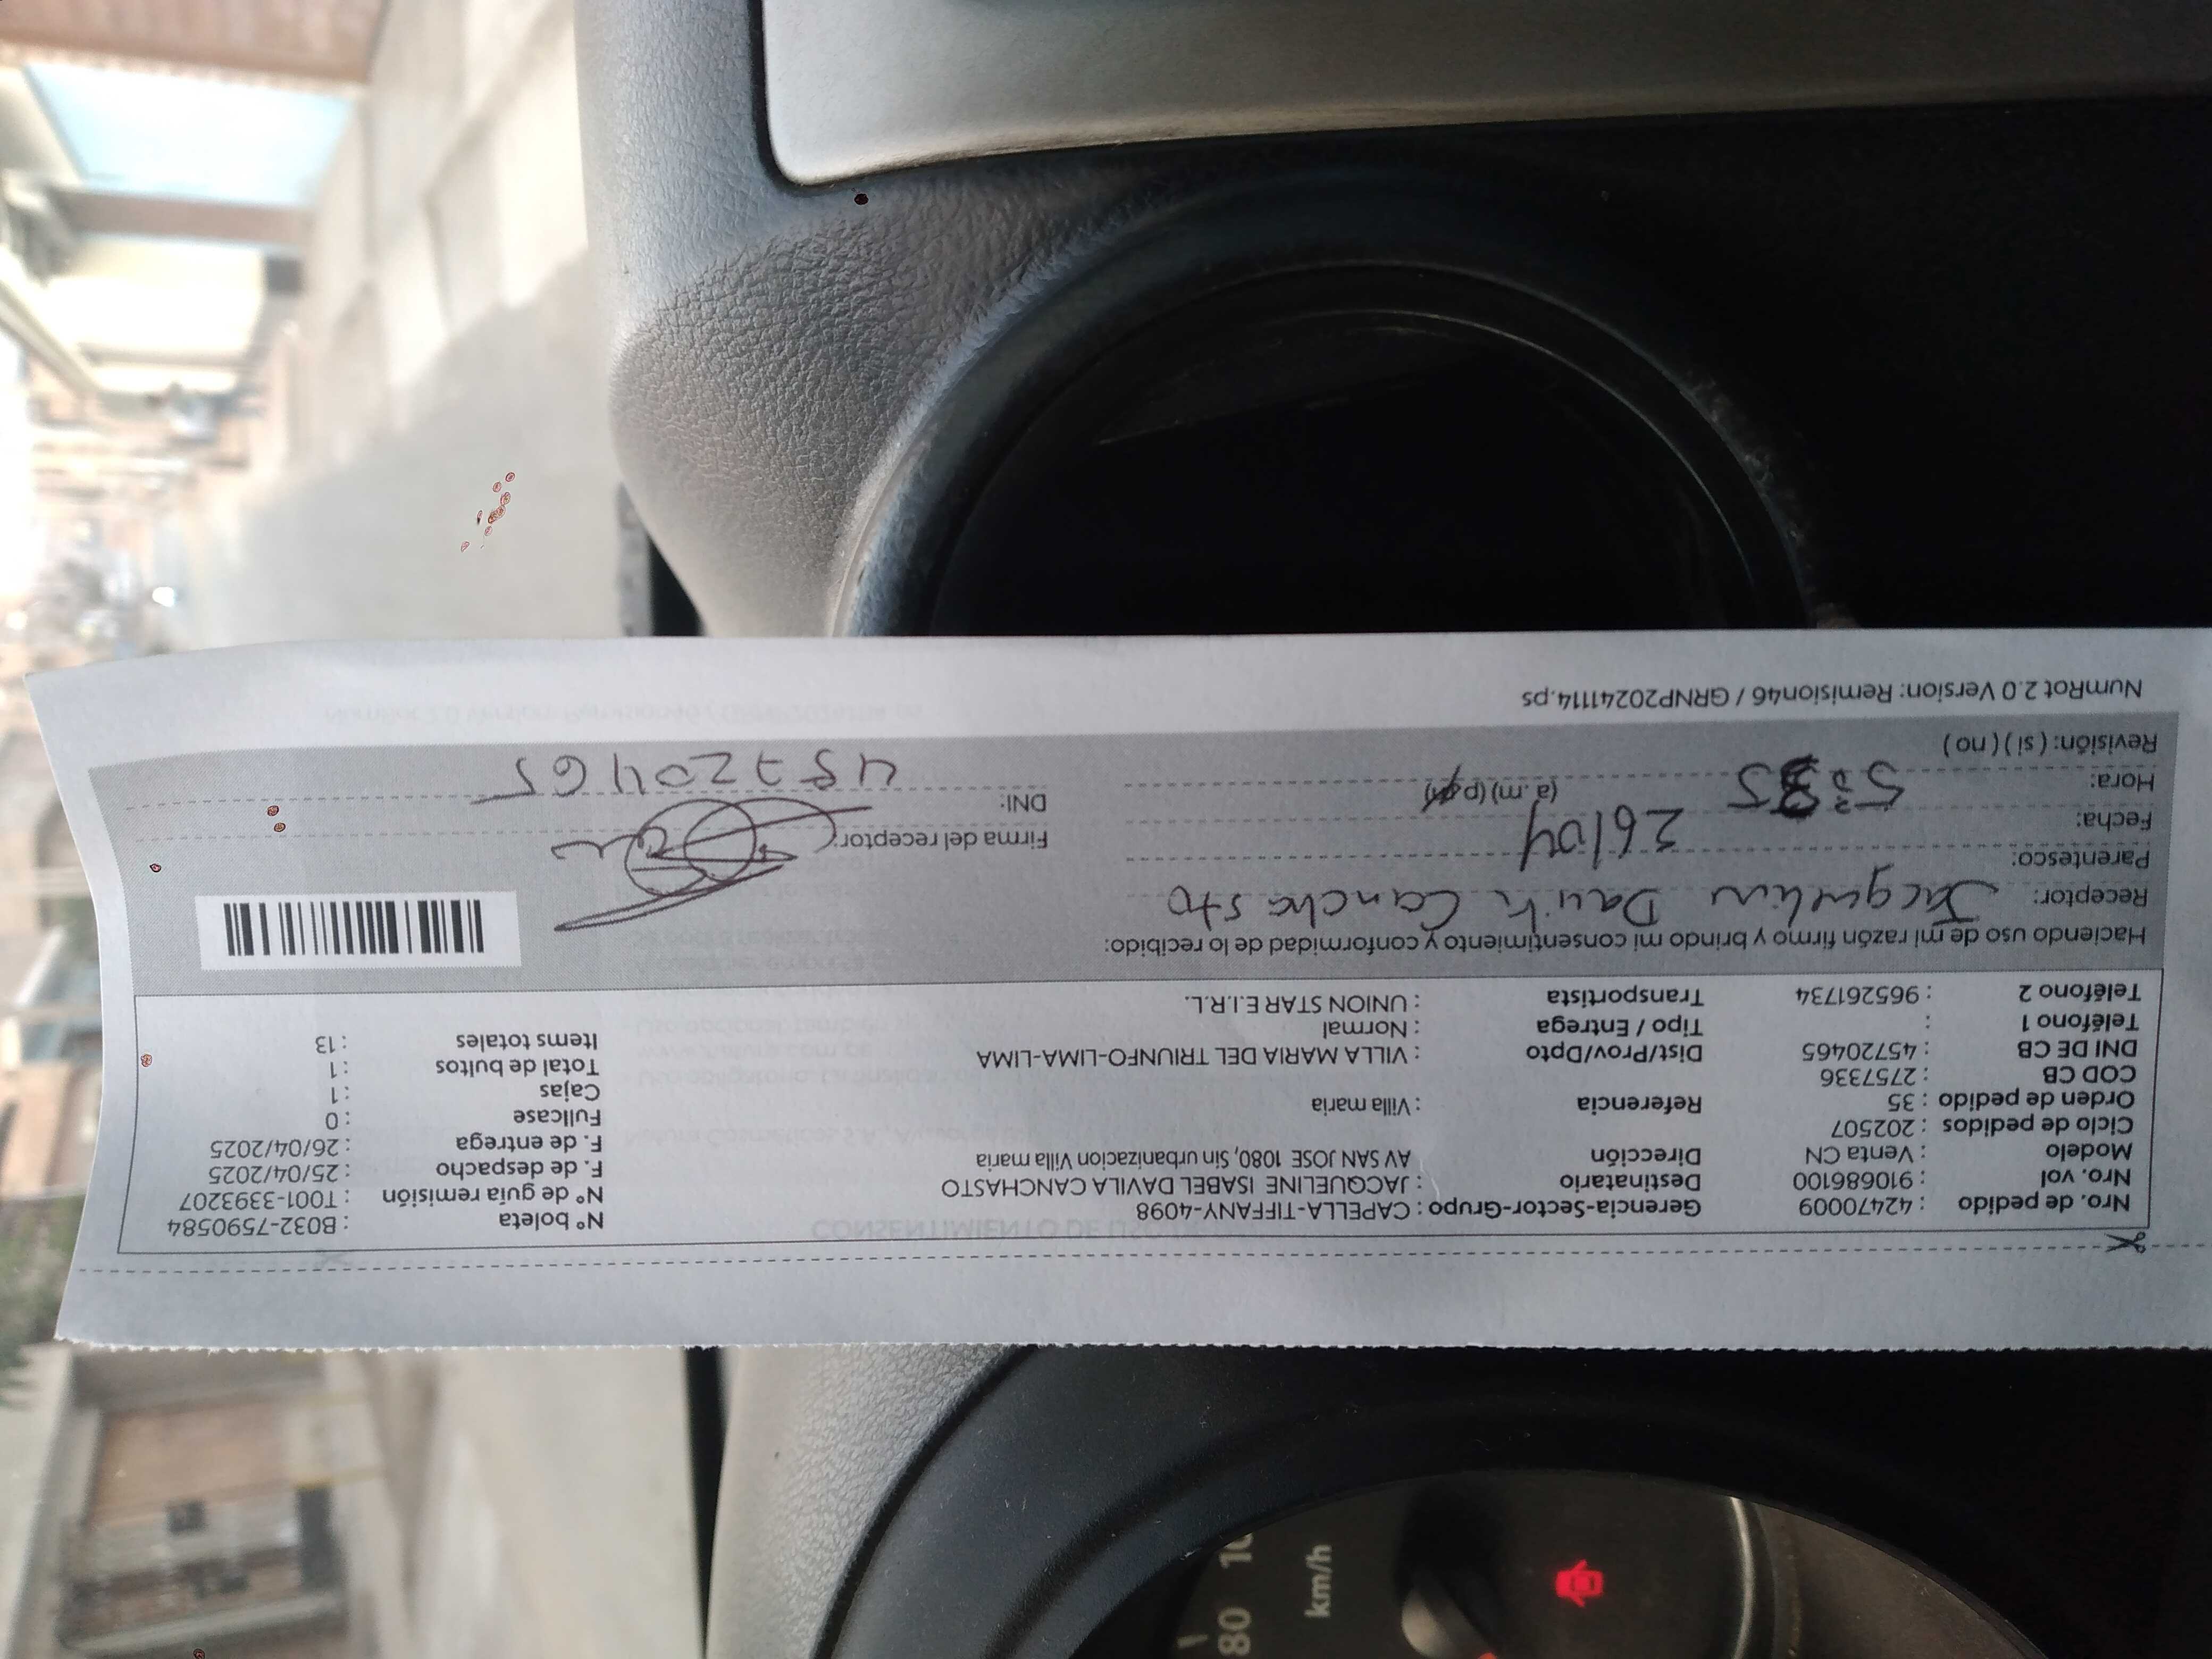 Nro. de pedido : 42470009 Gerencia-Sector-Grupo : CAPELLA-TIFFANY-4098 N° boleta : B032-7590584
Nro. vol : 910686100 Destinatario : JACQUELINE ISABEL DAVILA CANCHASTO N° de guía remisión : T001-3393207
Modelo : Venta CN Dirección AV SAN JOSE 1080, Sin urbanizacion Villa maria F. de despacho : 25/04/2025
Ciclo de pedidos : 202507 F. de entrega : 26/04/2025
Orden de pedido : 35 Referencia : Villa maria Fullcase : 0
COD CB : 2757336 Cajas : 1
DNI DE CB : 45720465 Dist/Prov/Dpto : VILLA MARIA DEL TRIUNFO-LIMA-LIMA Total de bultos : 1
Teléfono 1 : Tipo / Entrega : Normal Items totales : 13
Teléfono 2 : 965261734 Transportista : UNION STAR E.I.R.L.
Haciendo uso de mi razón firmo y brindo mi consentimiento y conformidad de lo recibido:
Receptor: Canchasto
Parentesco:
Fecha: 26/04 Firma del receptor:
Hora: (a .m) (p.m) DNI: 45720465
Revisión: ( si ) ( no )
NumRot 2.0 Version: Remision46 / GRNP20241114.ps
CONSENTIMIENTO DE
80 10
km/h